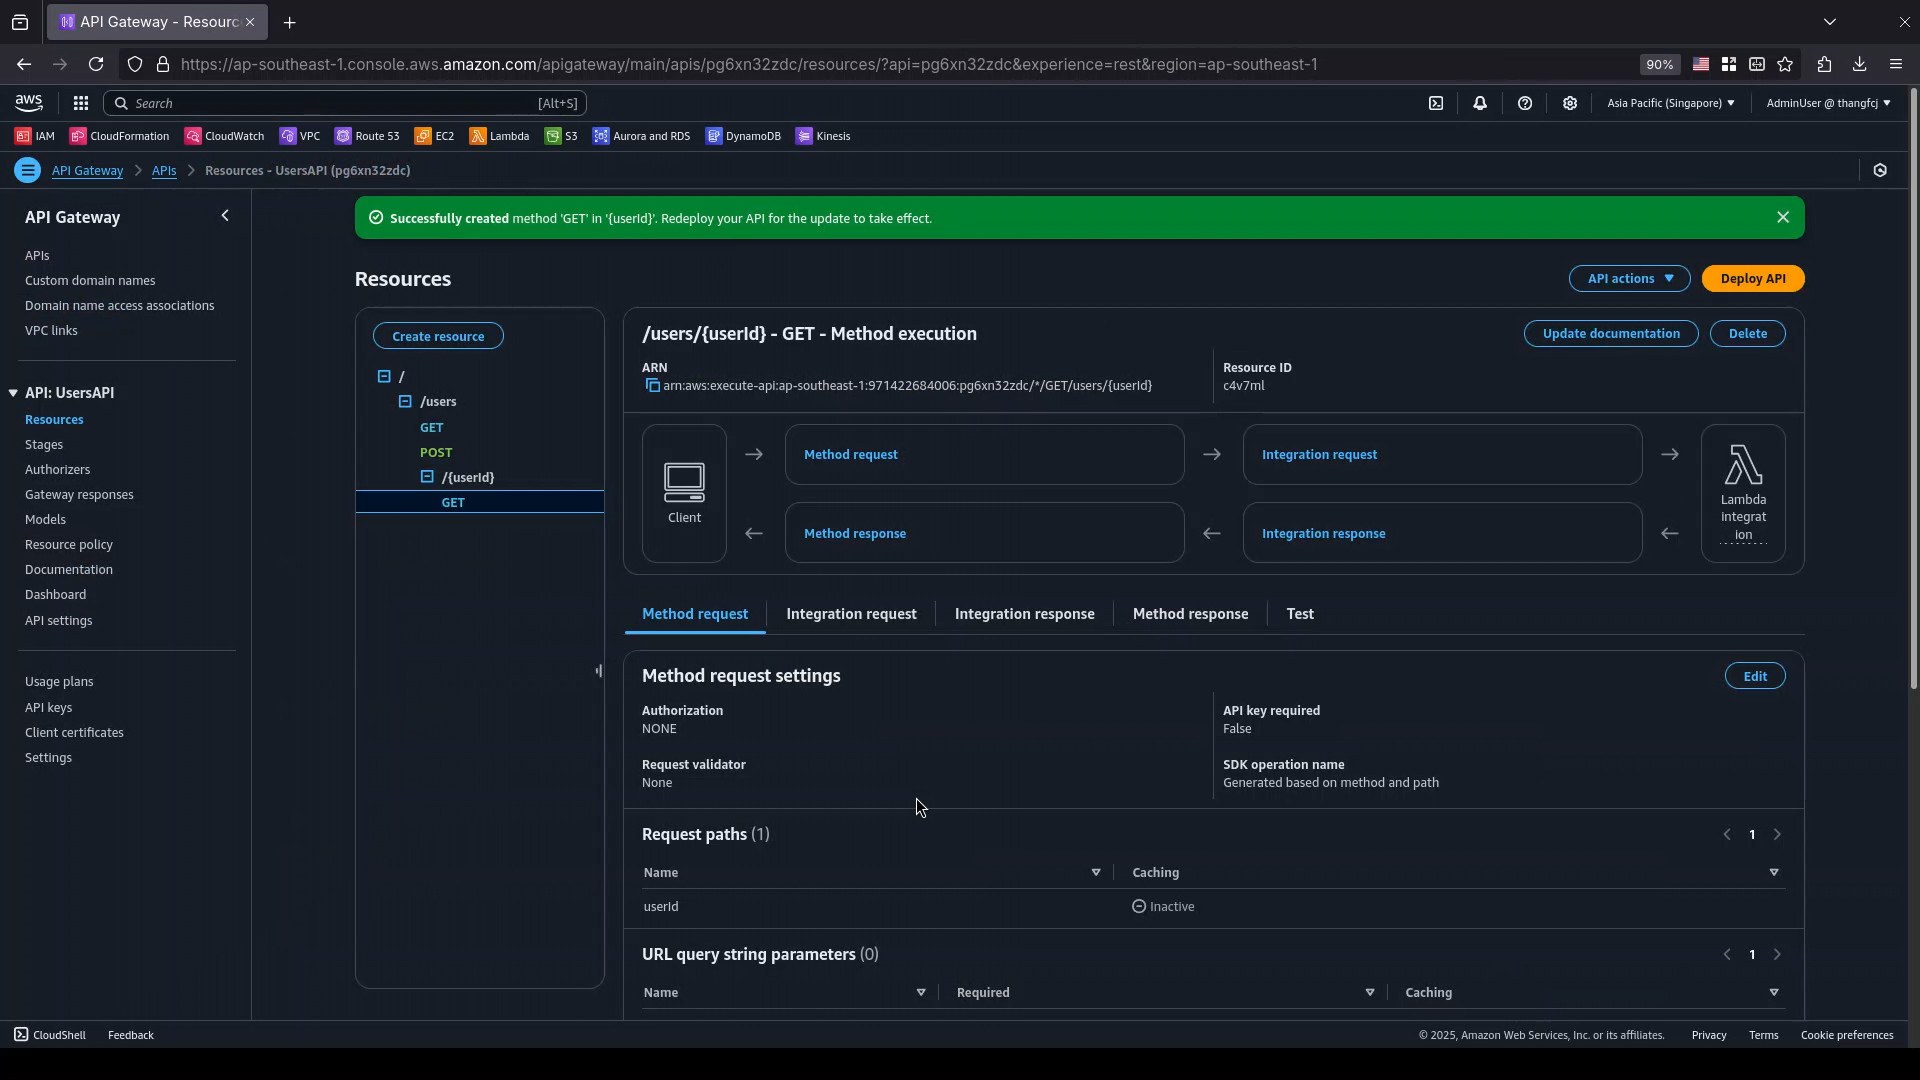 API Gateway - Resourc
https://ap-southeast-1.console.aws.amazon.com/apigateway/main/apis/pg6xn32zdc/resources/?api=pg6xn32zdc&experience=rest&region=ap-southeast-1
90%
aws
Search
[Alt+S]
Asia Pacific (Singapore)
AdminUser @ thangfcj
IAM
CloudFormation
CloudWatch
VPC
Route 53
EC2
Lambda
S3
Aurora and RDS
DynamoDB
Kinesis
API Gateway
APIs
Resources - UsersAPI (pg6xn32zdc)
API Gateway
APIs
Custom domain names
Domain name access associations
VPC links
API: UsersAPI
Resources
Stages
Authorizers
Gateway responses
Models
Resource policy
Documentation
Dashboard
API settings
Usage plans
API keys
Client certificates
Settings
Successfully created method 'GET' in '{userId}'. Redeploy your API for the update to take effect.
Resources
API actions
Deploy API
Create resource
/
/users
GET
POST
/{userId}
GET
/users/{userId} - GET - Method execution
Update documentation
Delete
ARN
arn:aws:execute-api:ap-southeast-1:971422684006:pg6xn32zdc/*/GET/users/{userId}
Resource ID
c4v7ml
Client
Method request
Integration request
Method response
Integration response
Lambda
integrat
ion
Method request
Integration request
Integration response
Method response
Test
Method request settings
Edit
Authorization
NONE
API key required
False
Request validator
None
SDK operation name
Generated based on method and path
Request paths (1)
1
Name
Caching
userId
Inactive
URL query string parameters (0)
1
Name
Required
Caching
CloudShell
Feedback
© 2025, Amazon Web Services, Inc. or its affiliates.
Privacy
Terms
Cookie preferences